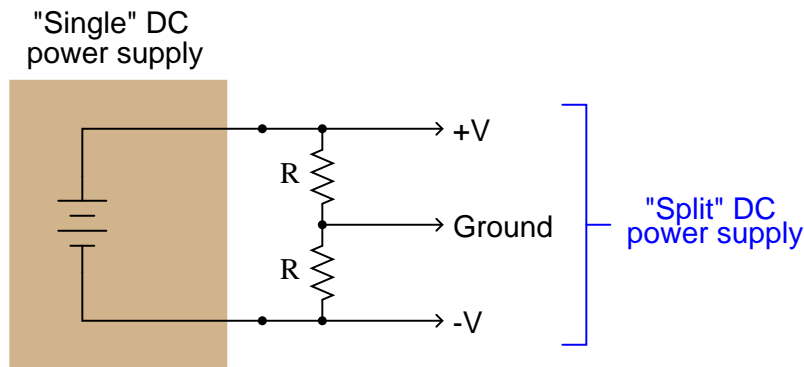 "Single" DC
power supply
+V
R
Ground
"Split" DC
power supply
R
-V